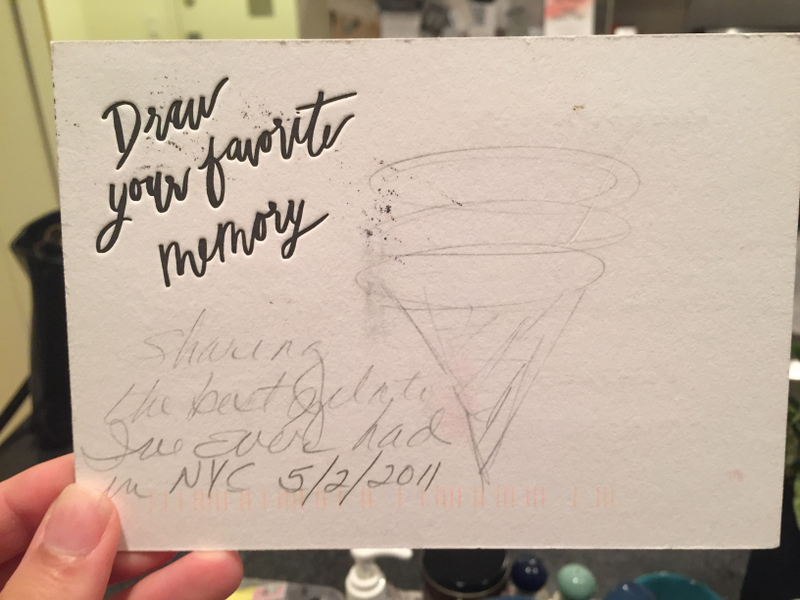 Draw
your favorite
memory
Sharing
the best gelato
I've ever had
in NYC 5/2/2011